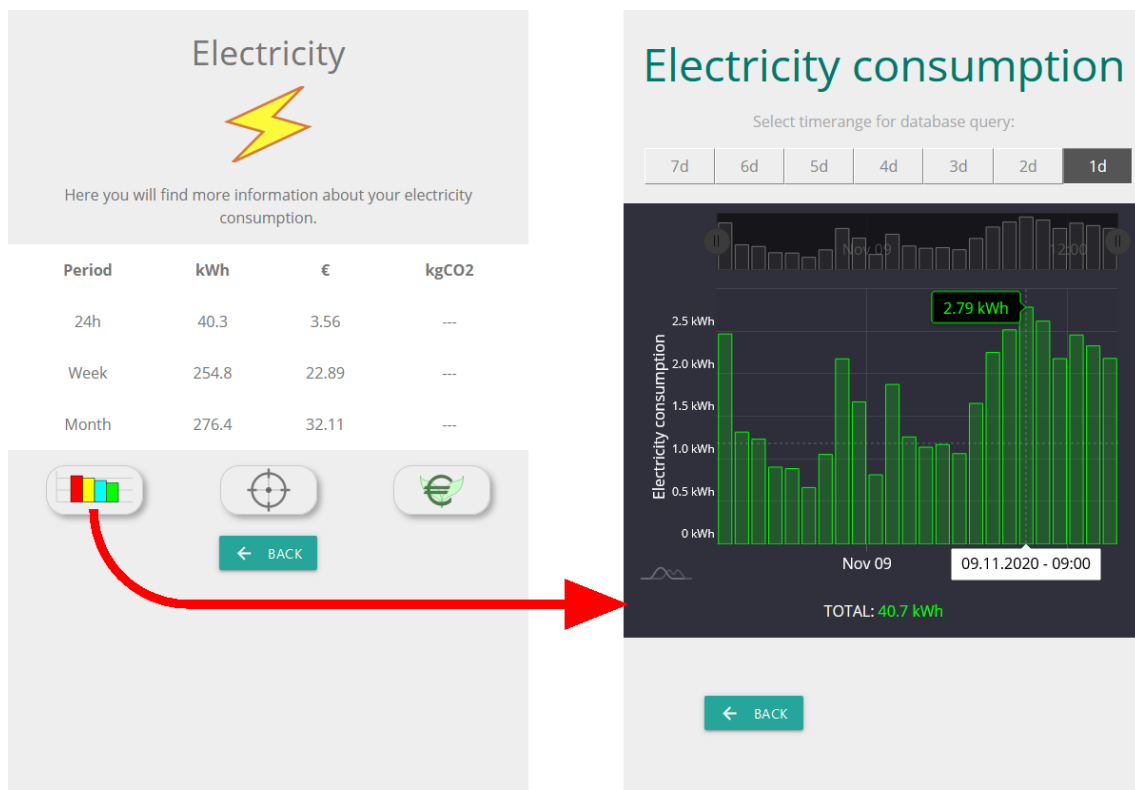 Electricity
Here you will find more information about your electricity
consumption.
Period kWh € kgCO2
24h 40.3 3.56 ---
Week 254.8 22.89 ---
Month 276.4 32.11 ---
BACK
Electricity consumption
Select timerange for database query:
7d 6d 5d 4d 3d 2d 1d
Nov 09 12:00
2.79 kWh
2.5 kWh
2.0 kWh
1.5 kWh
1.0 kWh
0.5 kWh
0 kWh
Electricity consumption
Nov 09
09.11.2020 - 09:00
TOTAL: 40.7 kWh
BACK